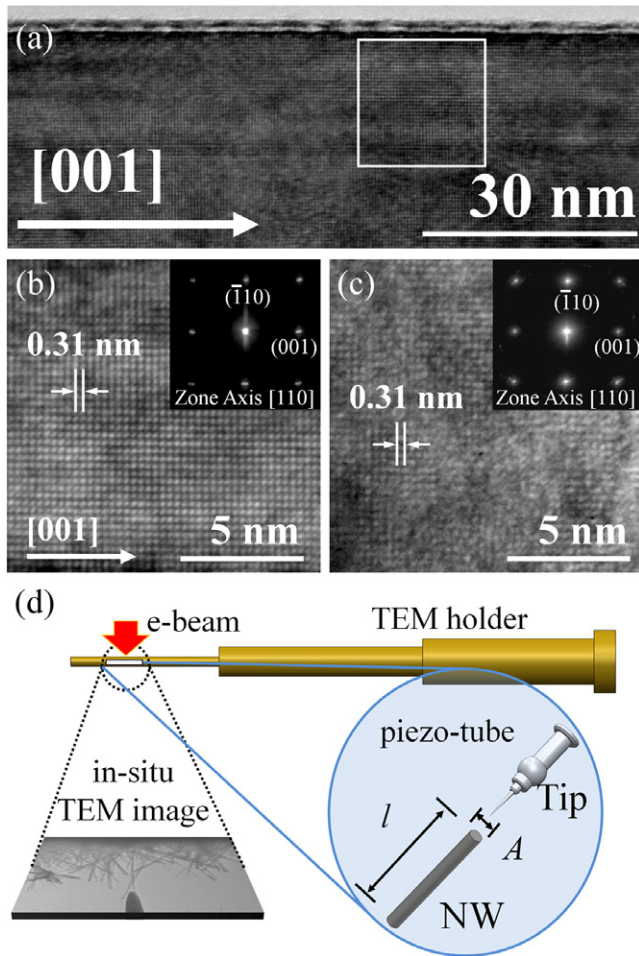 (a)
[001]
30 nm
(b)
(1̄10)
0.31 nm
(001)
Zone Axis [110]
[001]
5 nm
(c)
(1̄10)
(001)
0.31 nm
Zone Axis [110]
5 nm
(d)
e-beam
TEM holder
piezo-tube
in-situ
TEM image
Tip
l
A
NW